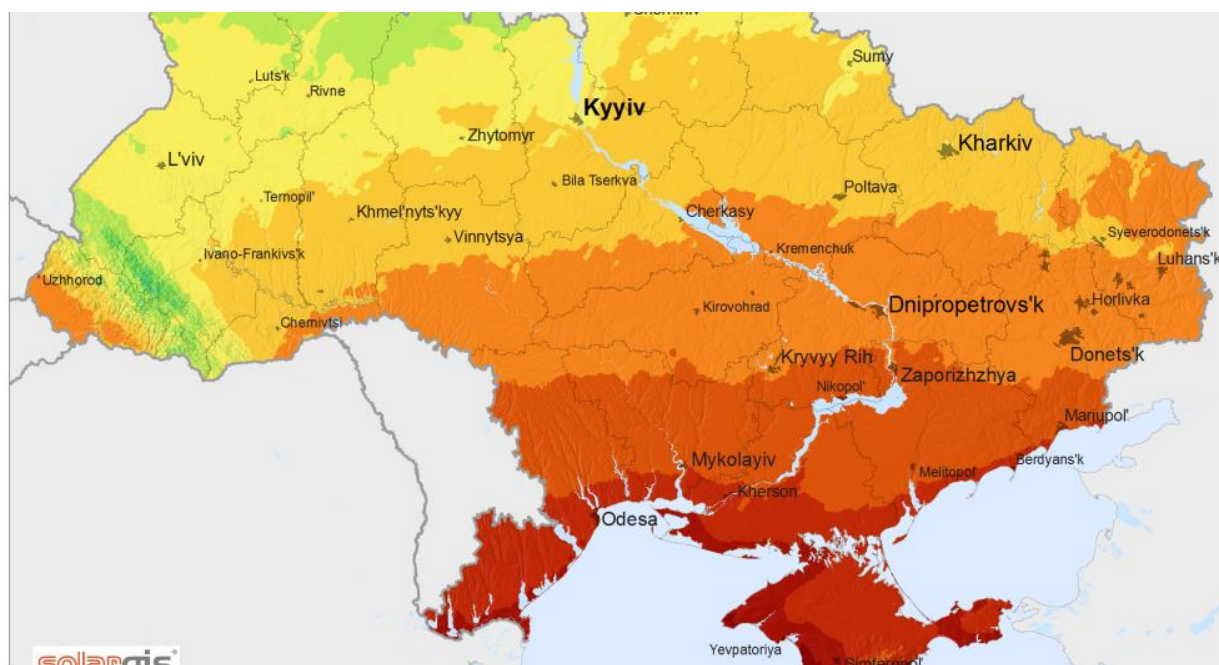 Sumy
Luts'k
Rivne
Kyyiv
Zhytomyr
Kharkiv
L'viv
Bila Tserkva
Poltava
Ternopil'
Khmel'nyts'kyy
Cherkasy
Vinnytsya
Syeverodonets'k
Ivano-Frankivs'k
Kremenchuk
Luhans'k
Uzhhorod
Kirovohrad
Dnipropetrovs'k
Horlivka
Chernivtsi
Donets'k
Kryvyy Rih
Zaporizhzhya
Nikopol'
Mariupol'
Mykolayiv
Melitopol'
Berdyans'k
Kherson
Odesa
Yevpatoriya
Simferopol'
solargis